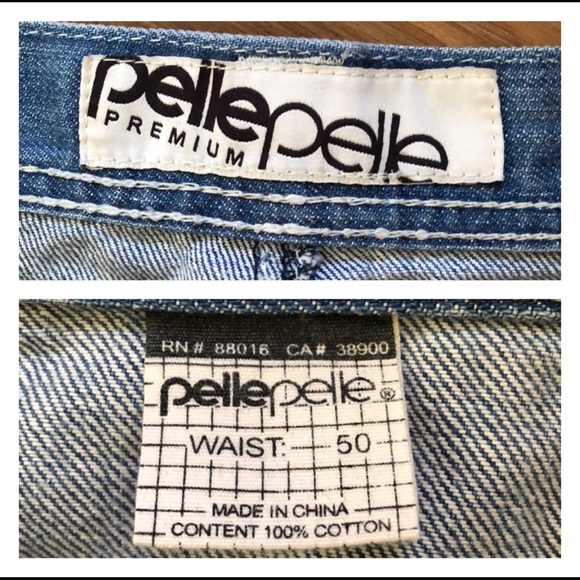 pellepelle
PREMIUM
RN# 88016 CA# 38900
pellepelle®
WAIST: 50
MADE IN CHINA
CONTENT 100% COTTON